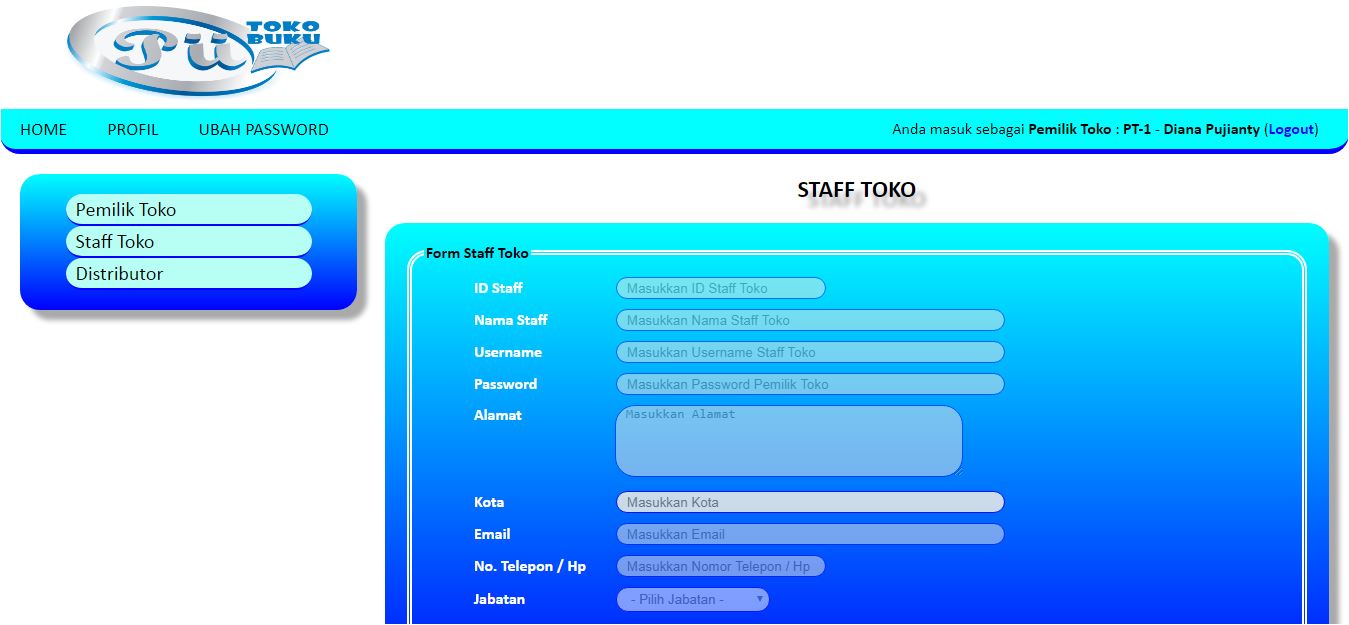 PU TOKO
BUKU
HOME PROFIL UBAH PASSWORD Anda masuk sebagai Pemilik Toko : PT-1 - Diana Pujianty (Logout)
Pemilik Toko
Staff Toko
Distributor
STAFF TOKO
Form Staff Toko
ID Staff Masukkan ID Staff Toko
Nama Staff Masukkan Nama Staff Toko
Username Masukkan Username Staff Toko
Password Masukkan Password Pemilik Toko
Alamat Masukkan Alamat
Kota Masukkan Kota
Email Masukkan Email
No. Telepon / Hp Masukkan Nomor Telepon / Hp
Jabatan - Pilih Jabatan -